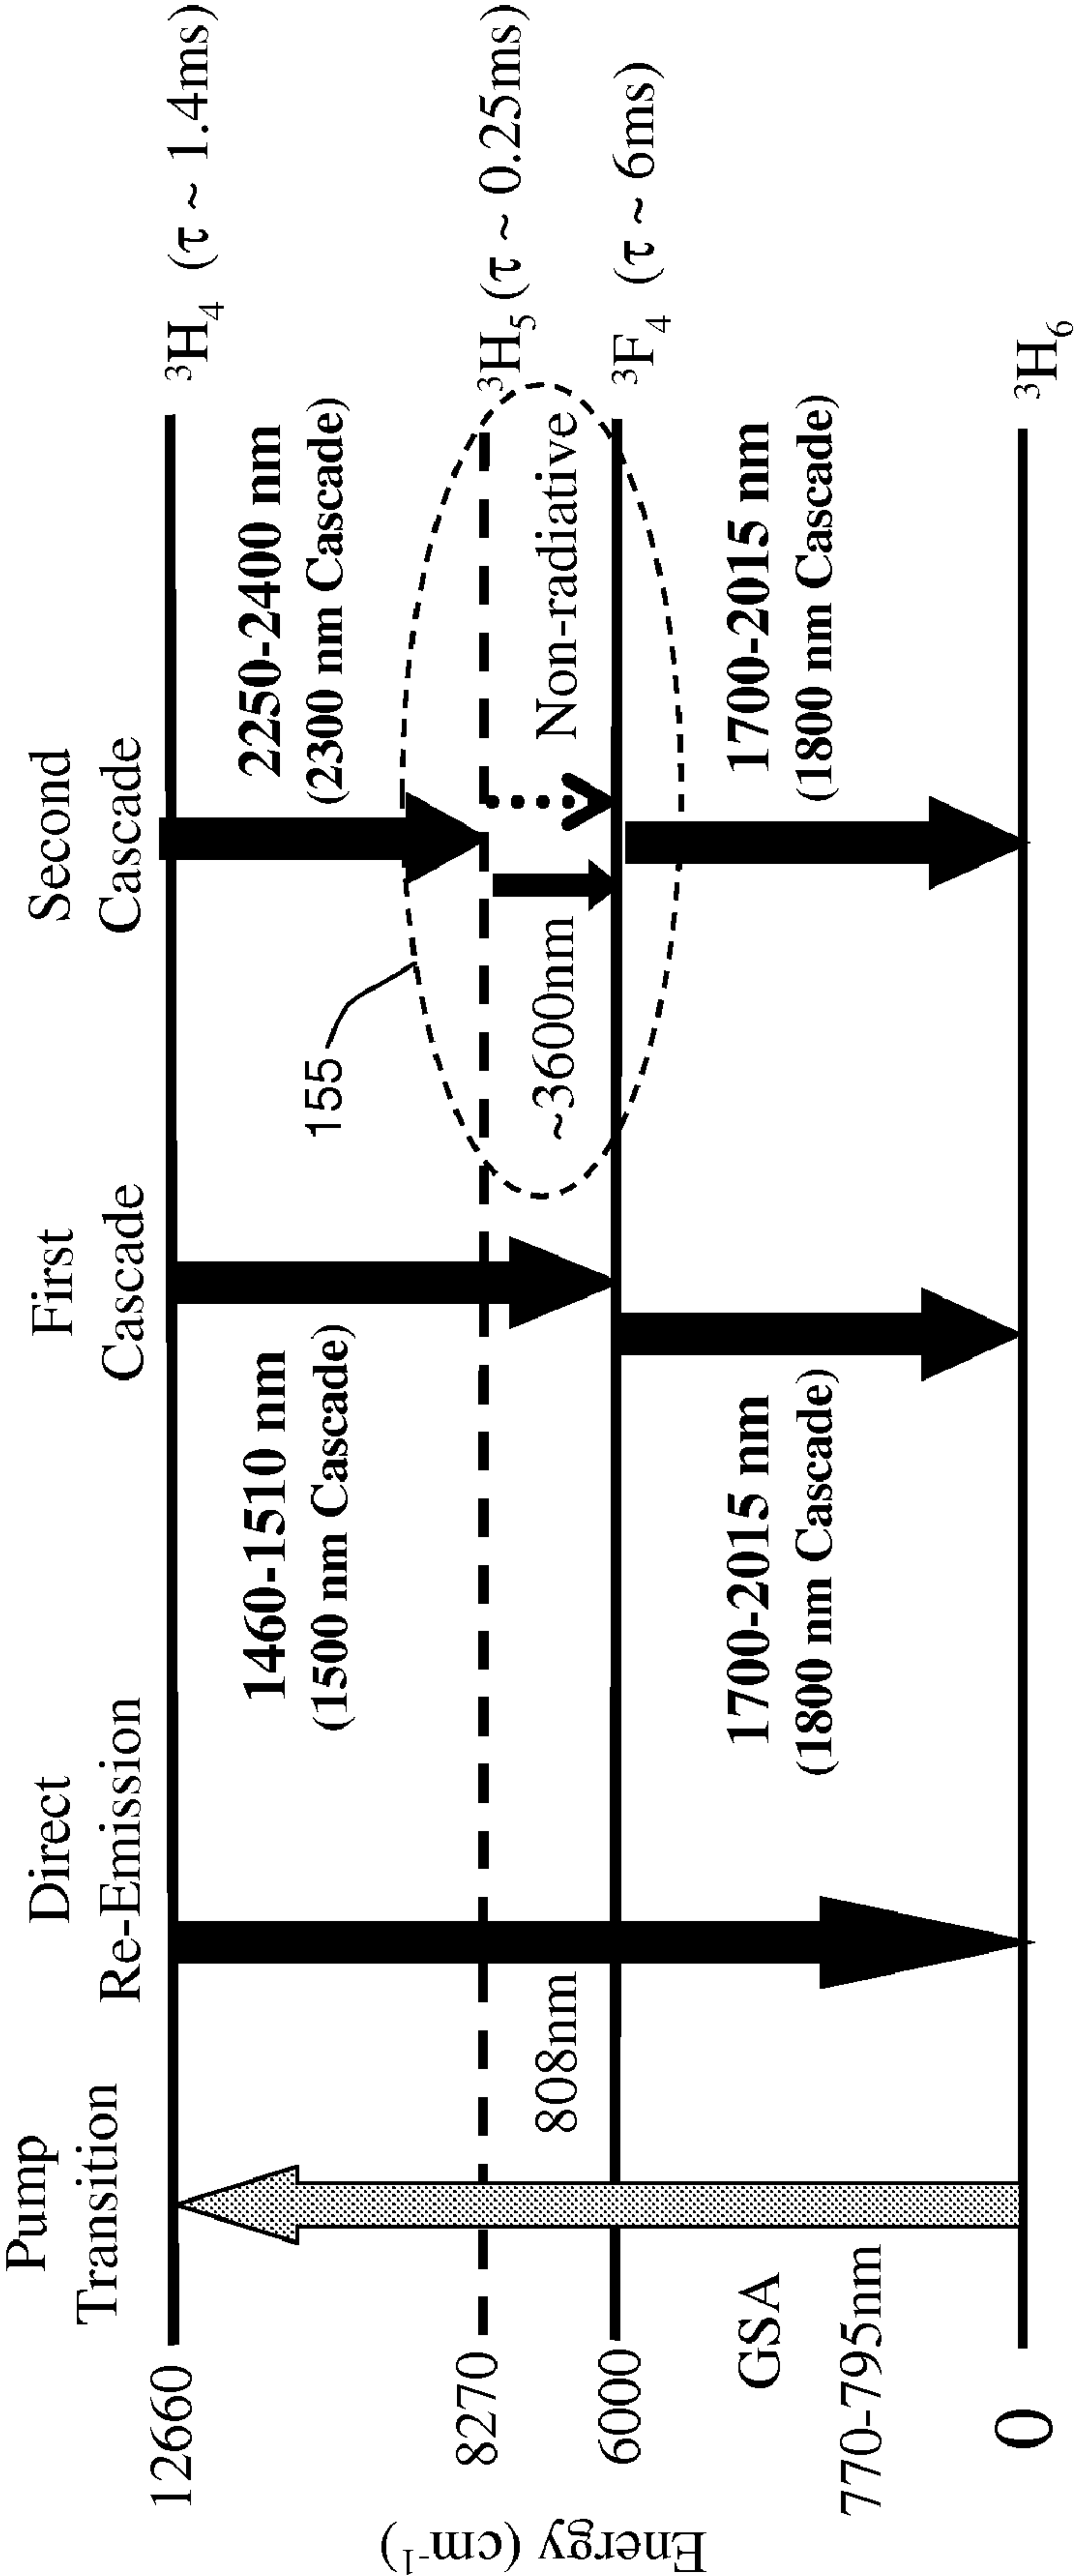 Pump
Transition
Direct
Re-Emission
First
Cascade
Second
Cascade
12660
³H₄ (τ ~ 1.4ms)
1460-1510 nm
(1500 nm Cascade)
155
2250-2400 nm
(2300 nm Cascade)
8270
³H₅ (τ ~ 0.25ms)
808nm
~3600nm
Non-radiative
6000
³F₄ (τ ~ 6ms)
Energy (cm⁻¹)
GSA
770-795nm
1700-2015 nm
(1800 nm Cascade)
1700-2015 nm
(1800 nm Cascade)
0
³H₆